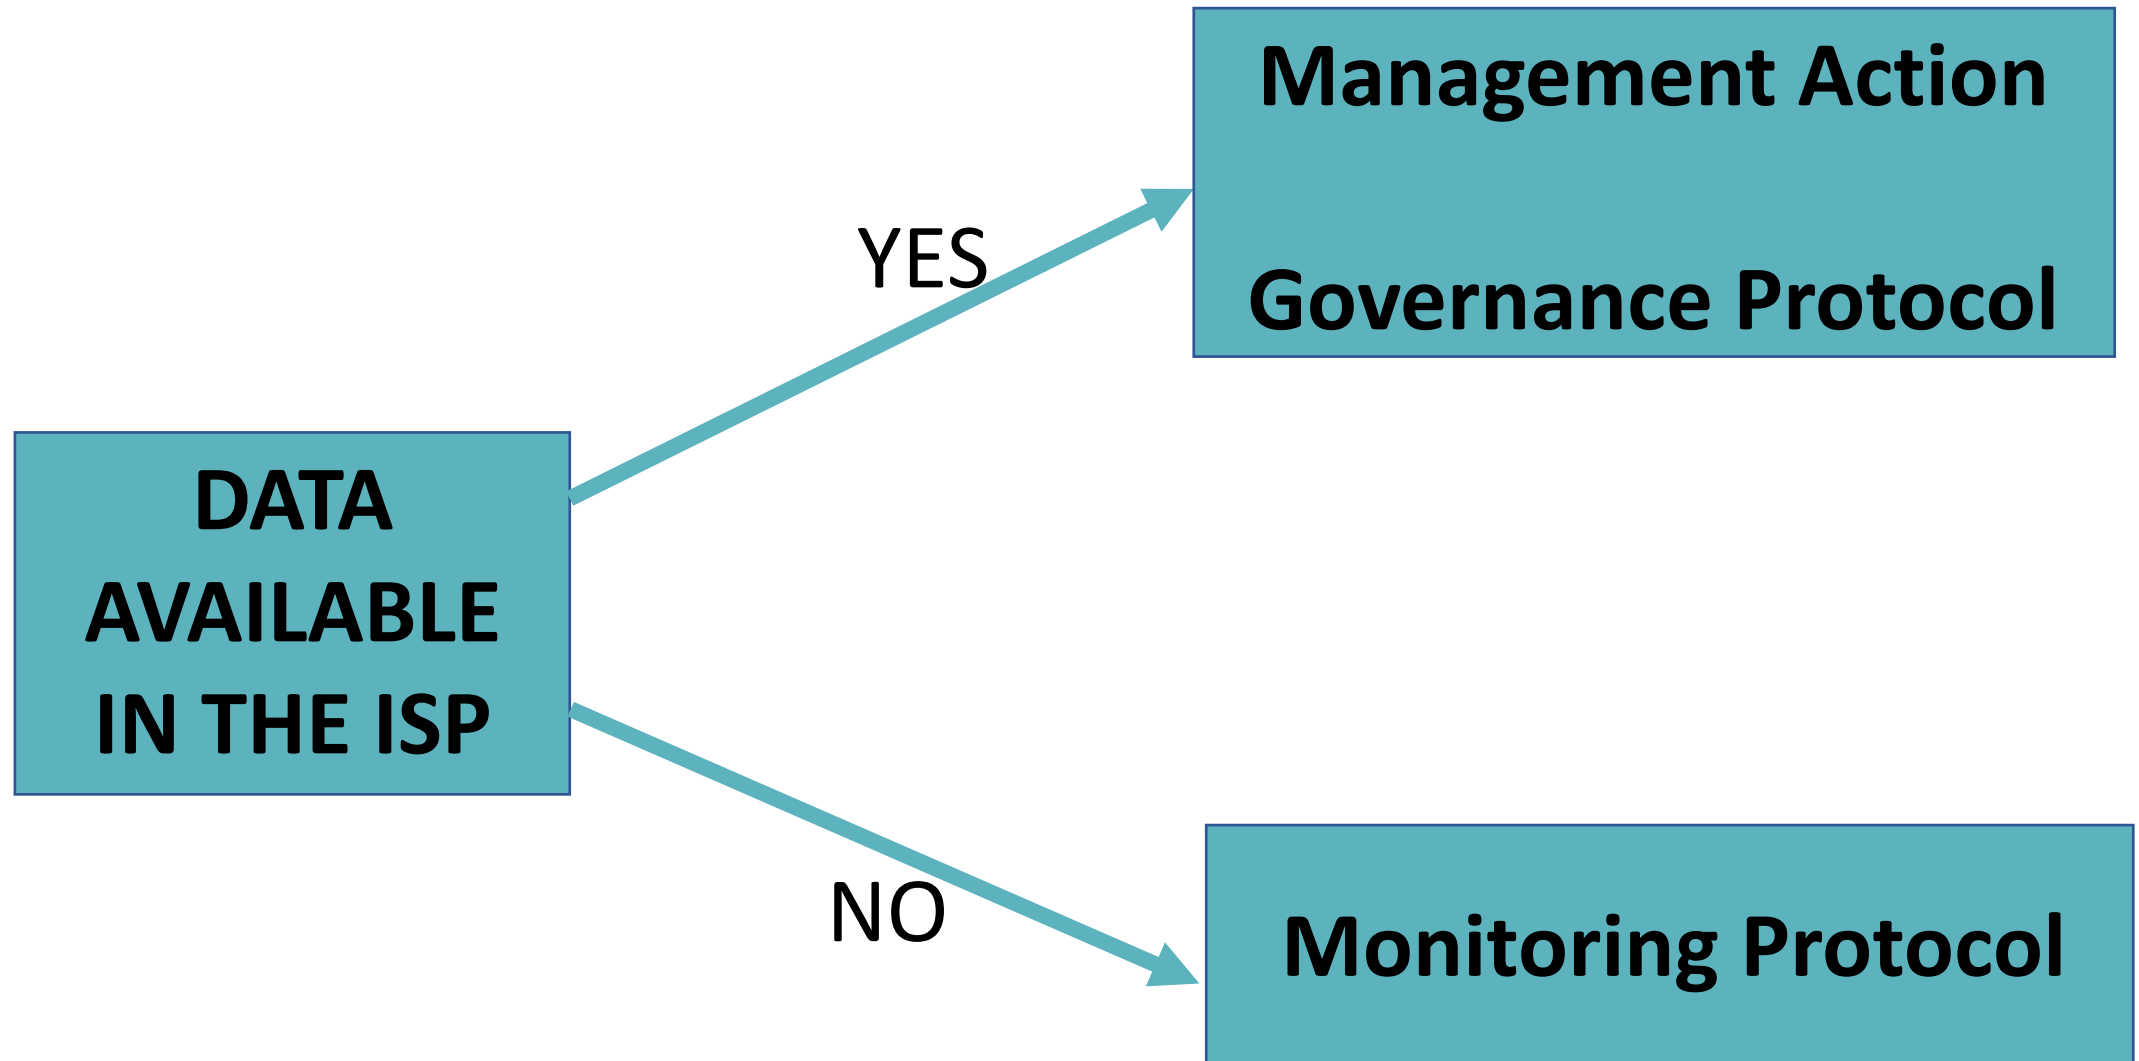 Management Action
Governance Protocol
YES
DATA
AVAILABLE
IN THE ISP
NO
Monitoring Protocol